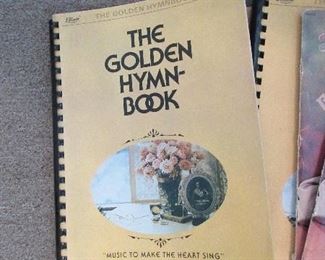 THE GOLDEN HYMNBOOK
THE
GOLDEN
HYMN-
BOOK
"MUSIC TO MAKE THE HEART SING"